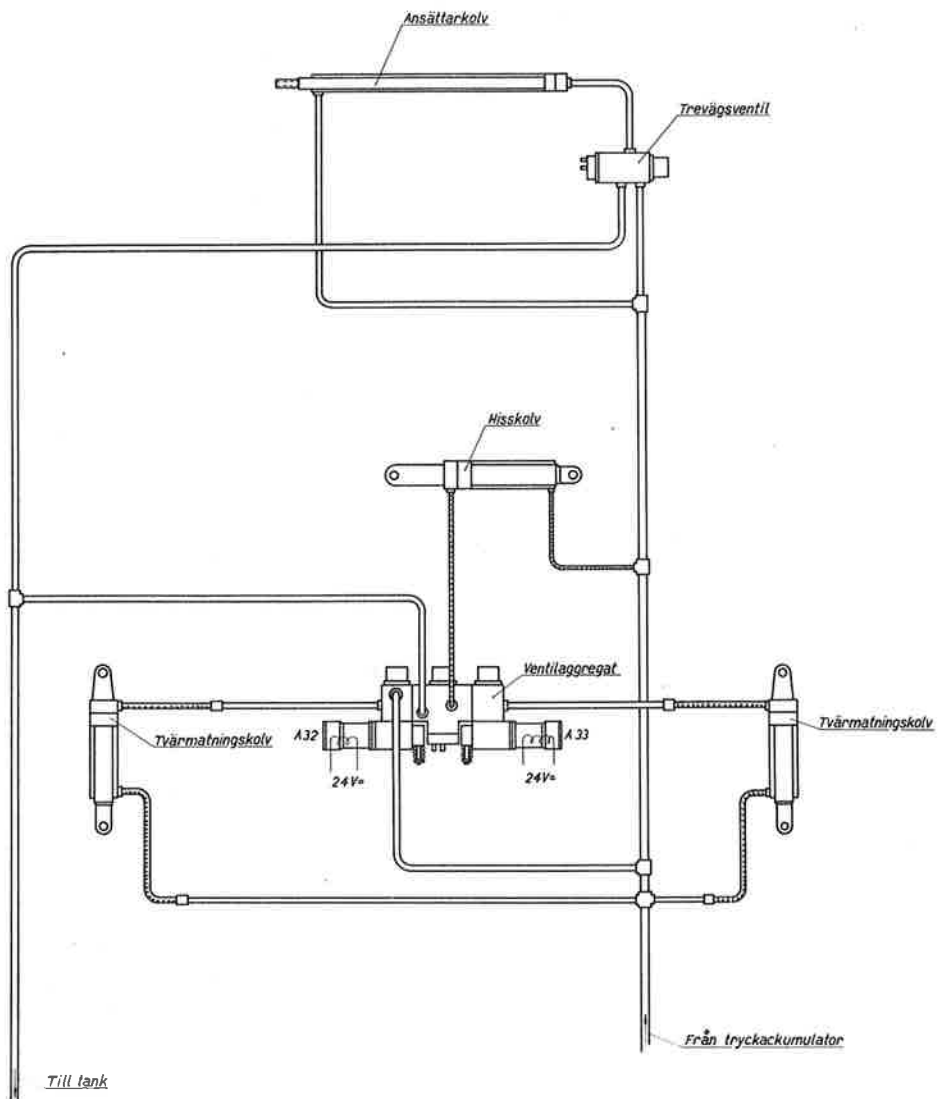 Ansättarkolv
Trevägsventil
Hisskolv
Ventilaggregat
Tvärmatningskolv
Tvärmatningskolv
A32
A33
24V=
24V=
Från tryckackumulator
Till tank